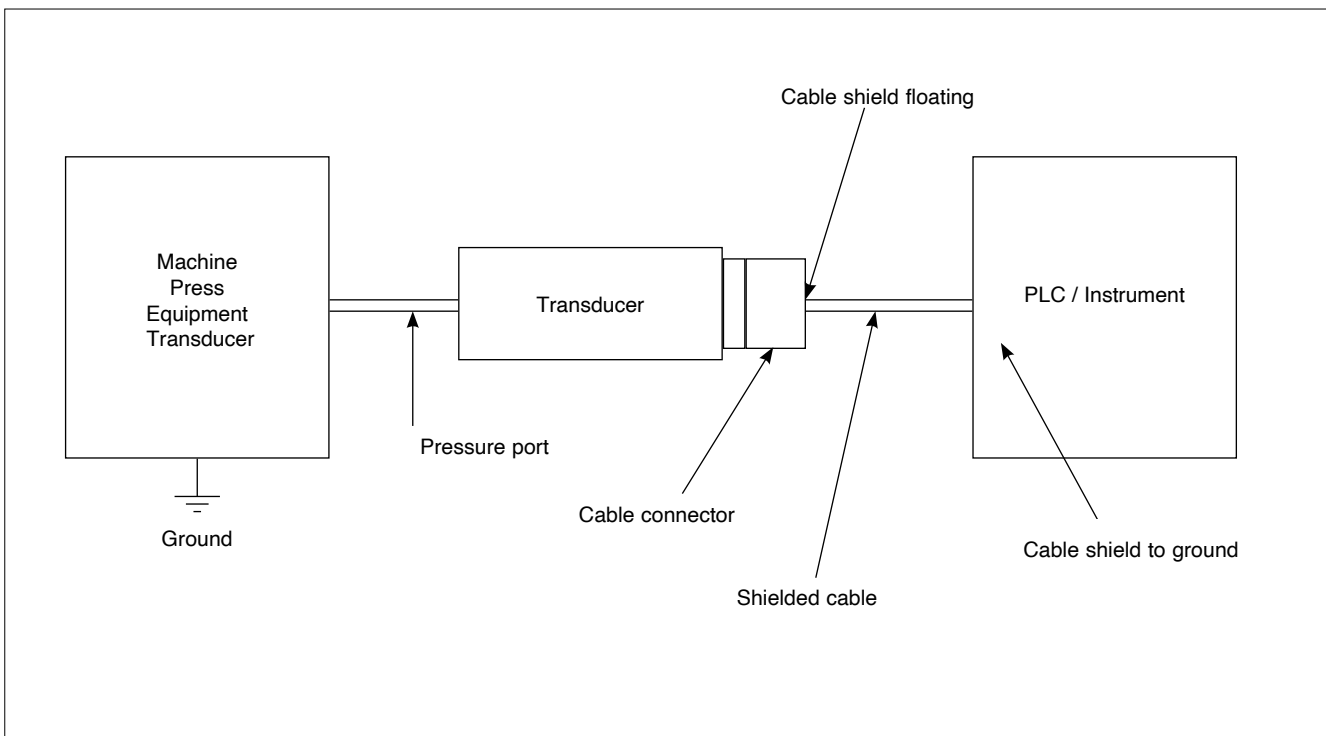 Cable shield floating
Machine
Press
Equipment
Transducer
Transducer
PLC / Instrument
Pressure port
Cable connector
Ground
Cable shield to ground
Shielded cable